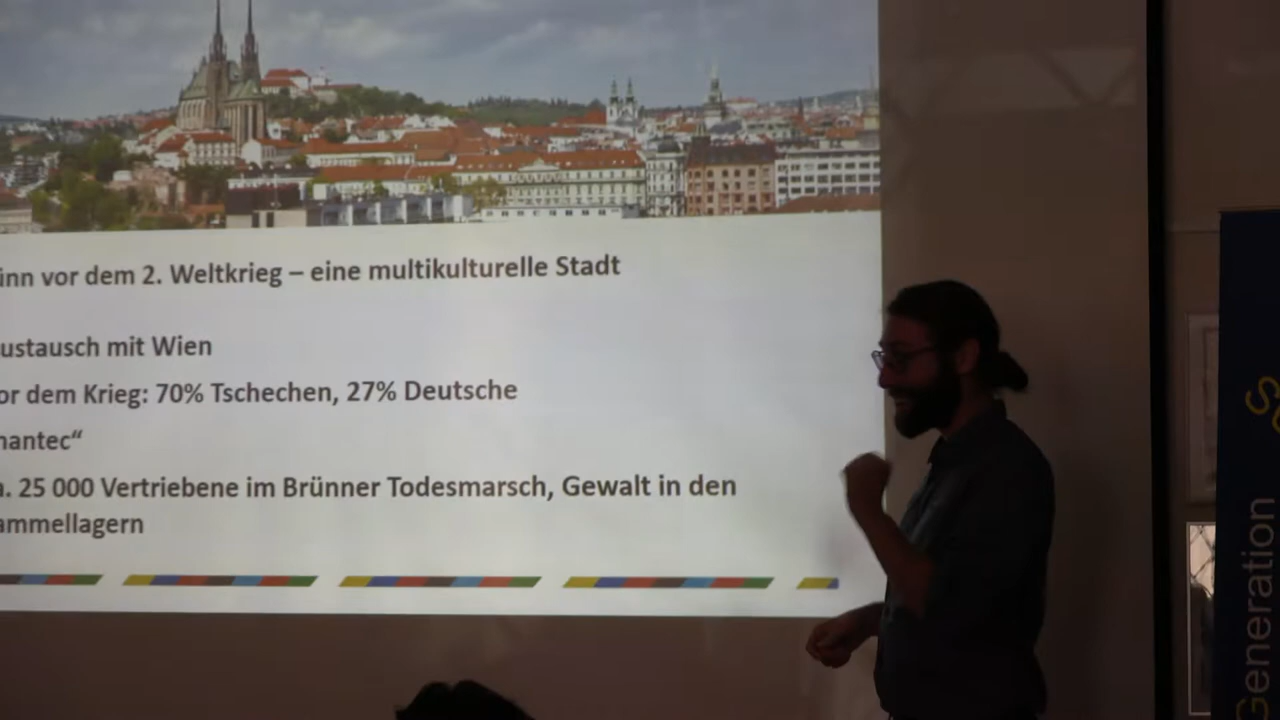 inn vor dem 2. Weltkrieg – eine multikulturelle Stadt
ustausch mit Wien
or dem Krieg: 70% Tschechen, 27% Deutsche
hantec“
a. 25 000 Vertriebene im Brünner Todesmarsch, Gewalt in den
ammellagern
Generation